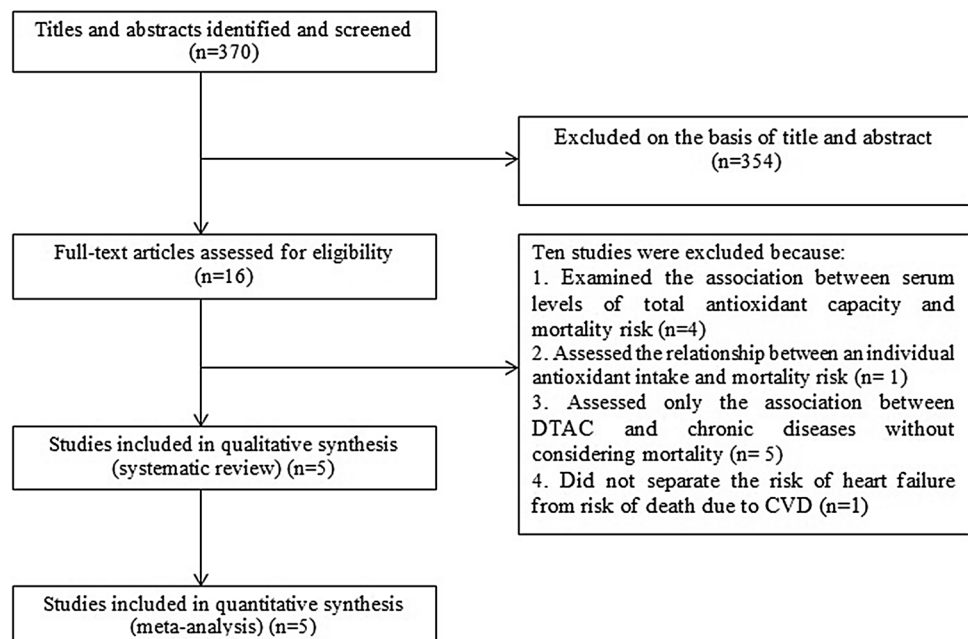 Titles and abstracts identified and screened
(n=370)
Excluded on the basis of title and abstract
(n=354)
Full-text articles assessed for eligibility
(n=16)
Ten studies were excluded because:
1. Examined the association between serum
levels of total antioxidant capacity and
mortality risk (n=4)
2. Assessed the relationship between an individual
antioxidant intake and mortality risk (n= 1)
3. Assessed only the association between
DTAC and chronic diseases without
considering mortality (n= 5)
4. Did not separate the risk of heart failure
from risk of death due to CVD (n=1)
Studies included in qualitative synthesis
(systematic review) (n=5)
Studies included in quantitative synthesis
(meta-analysis) (n=5)